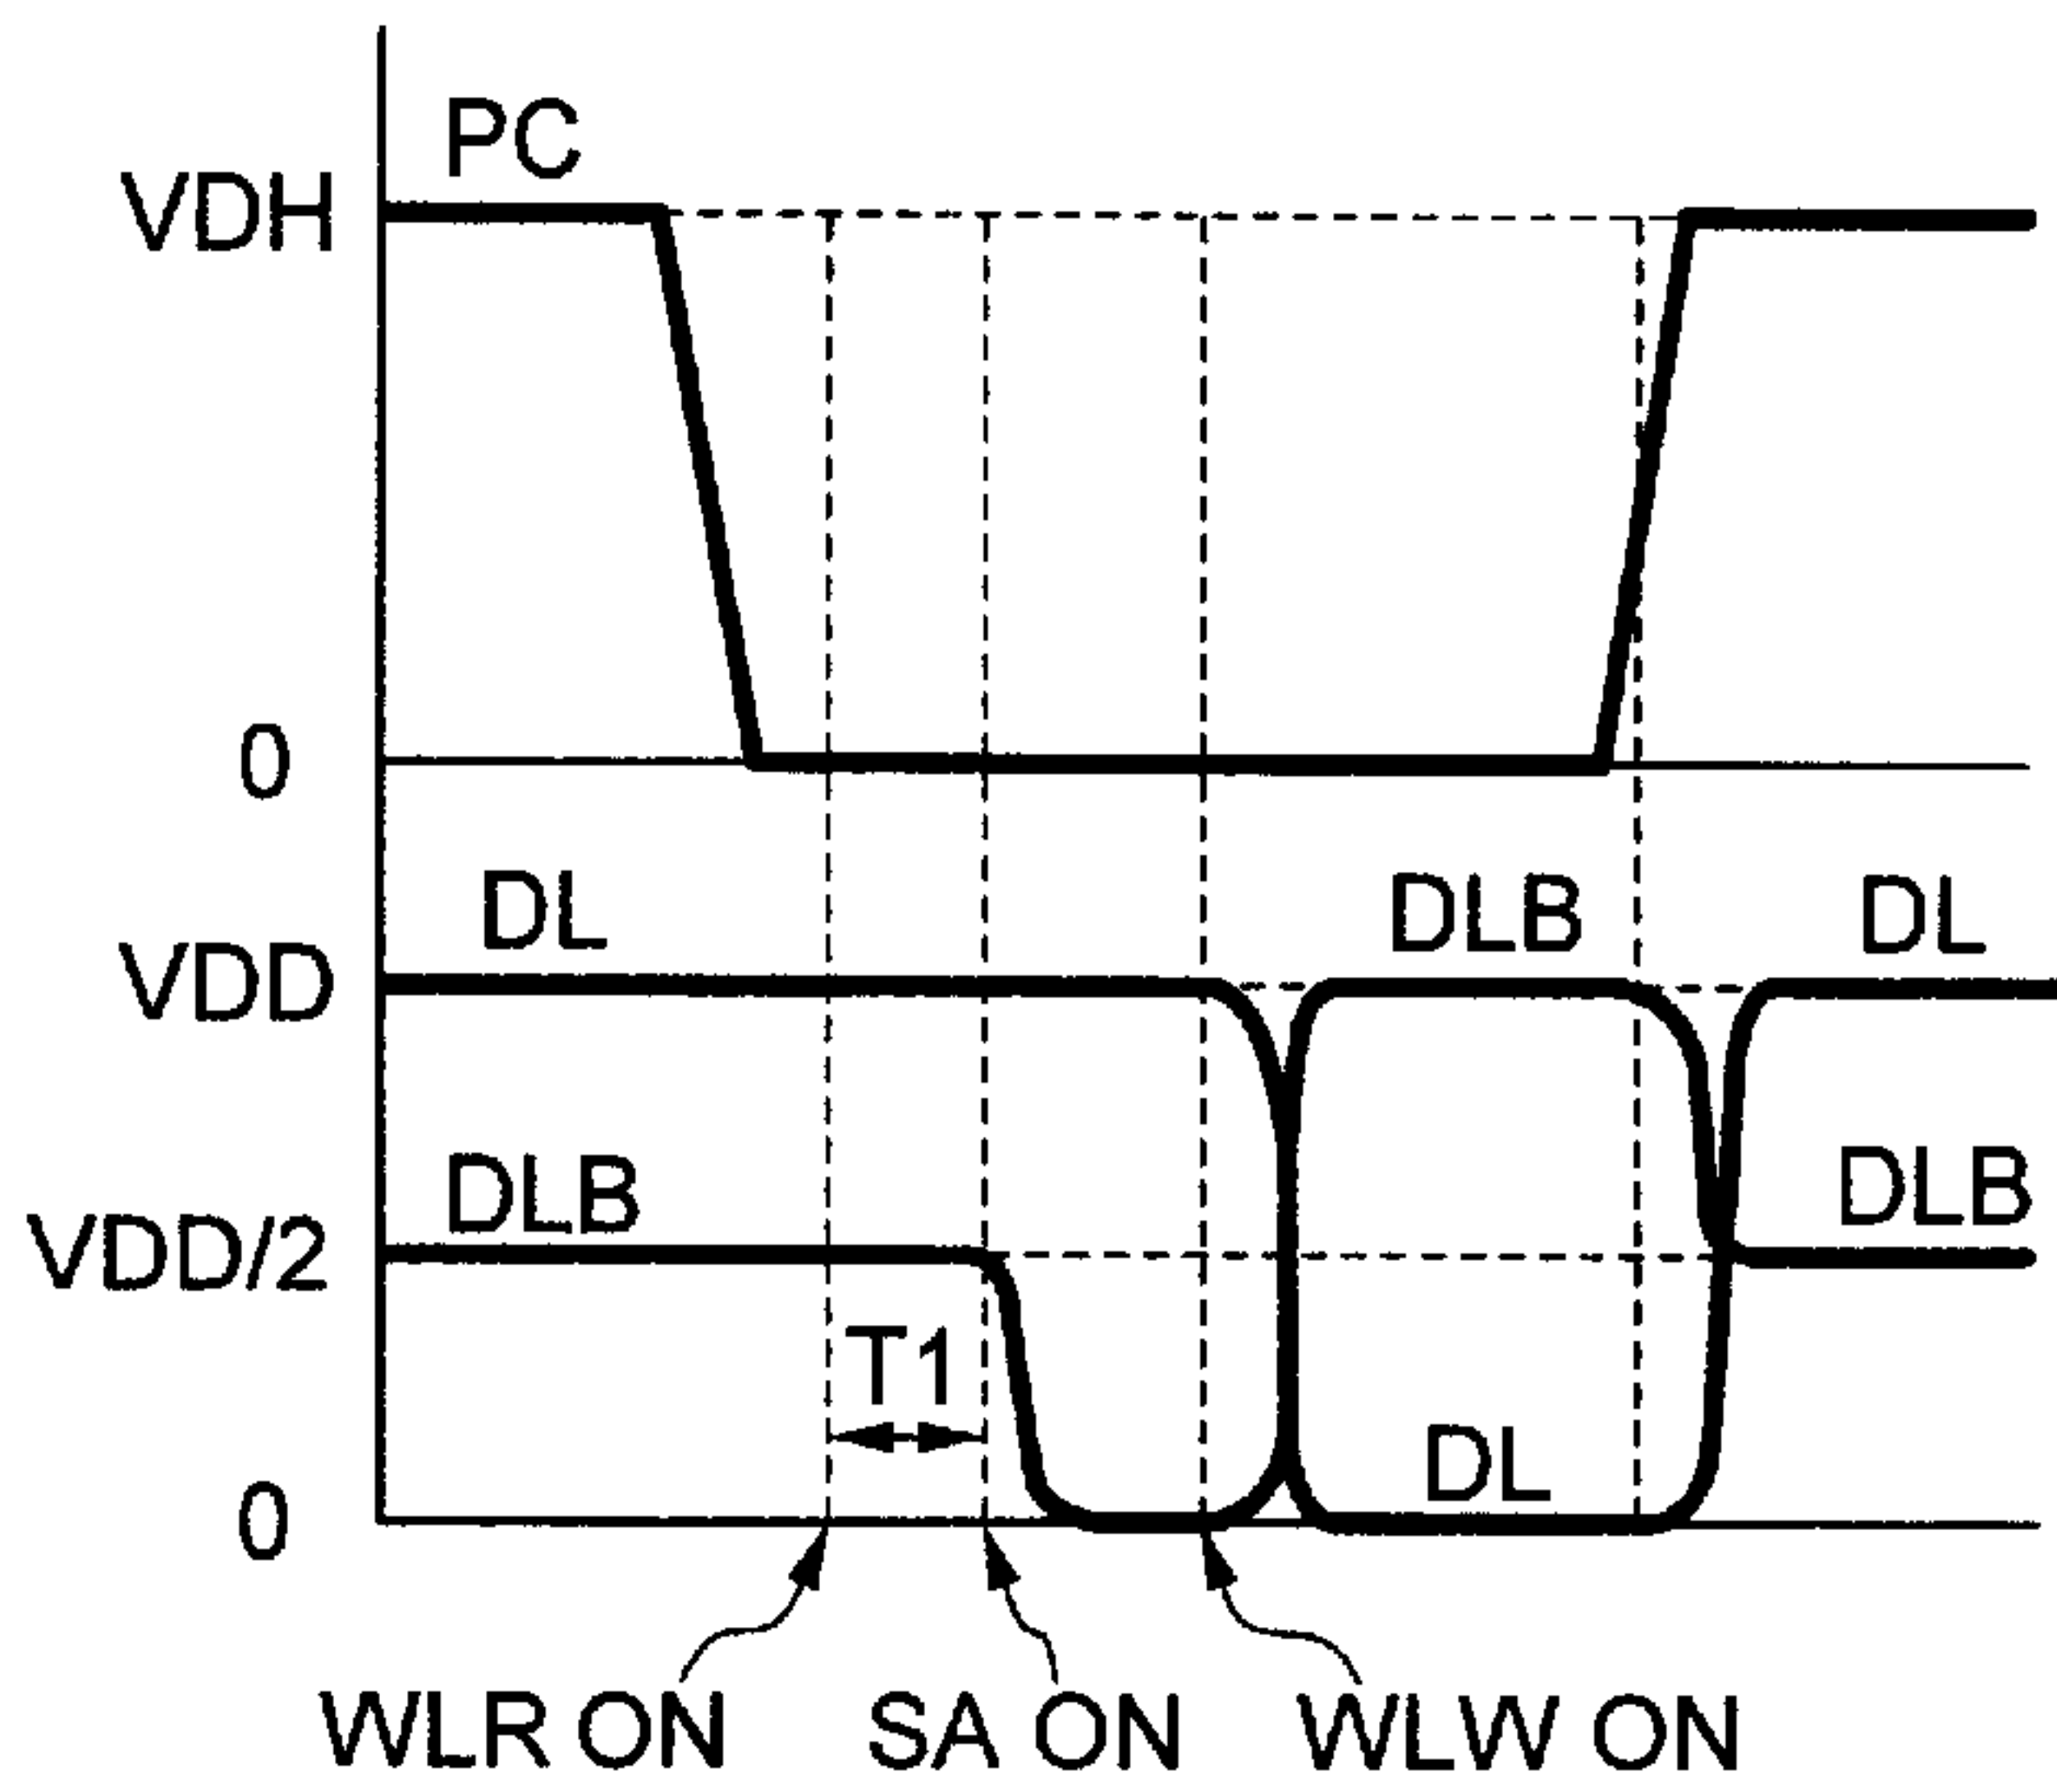 PC
VDH
0
DL
DLB
DL
VDD
DLB
DLB
VDD/2
T1
DL
0
WLR ON
SA ON
WLW ON